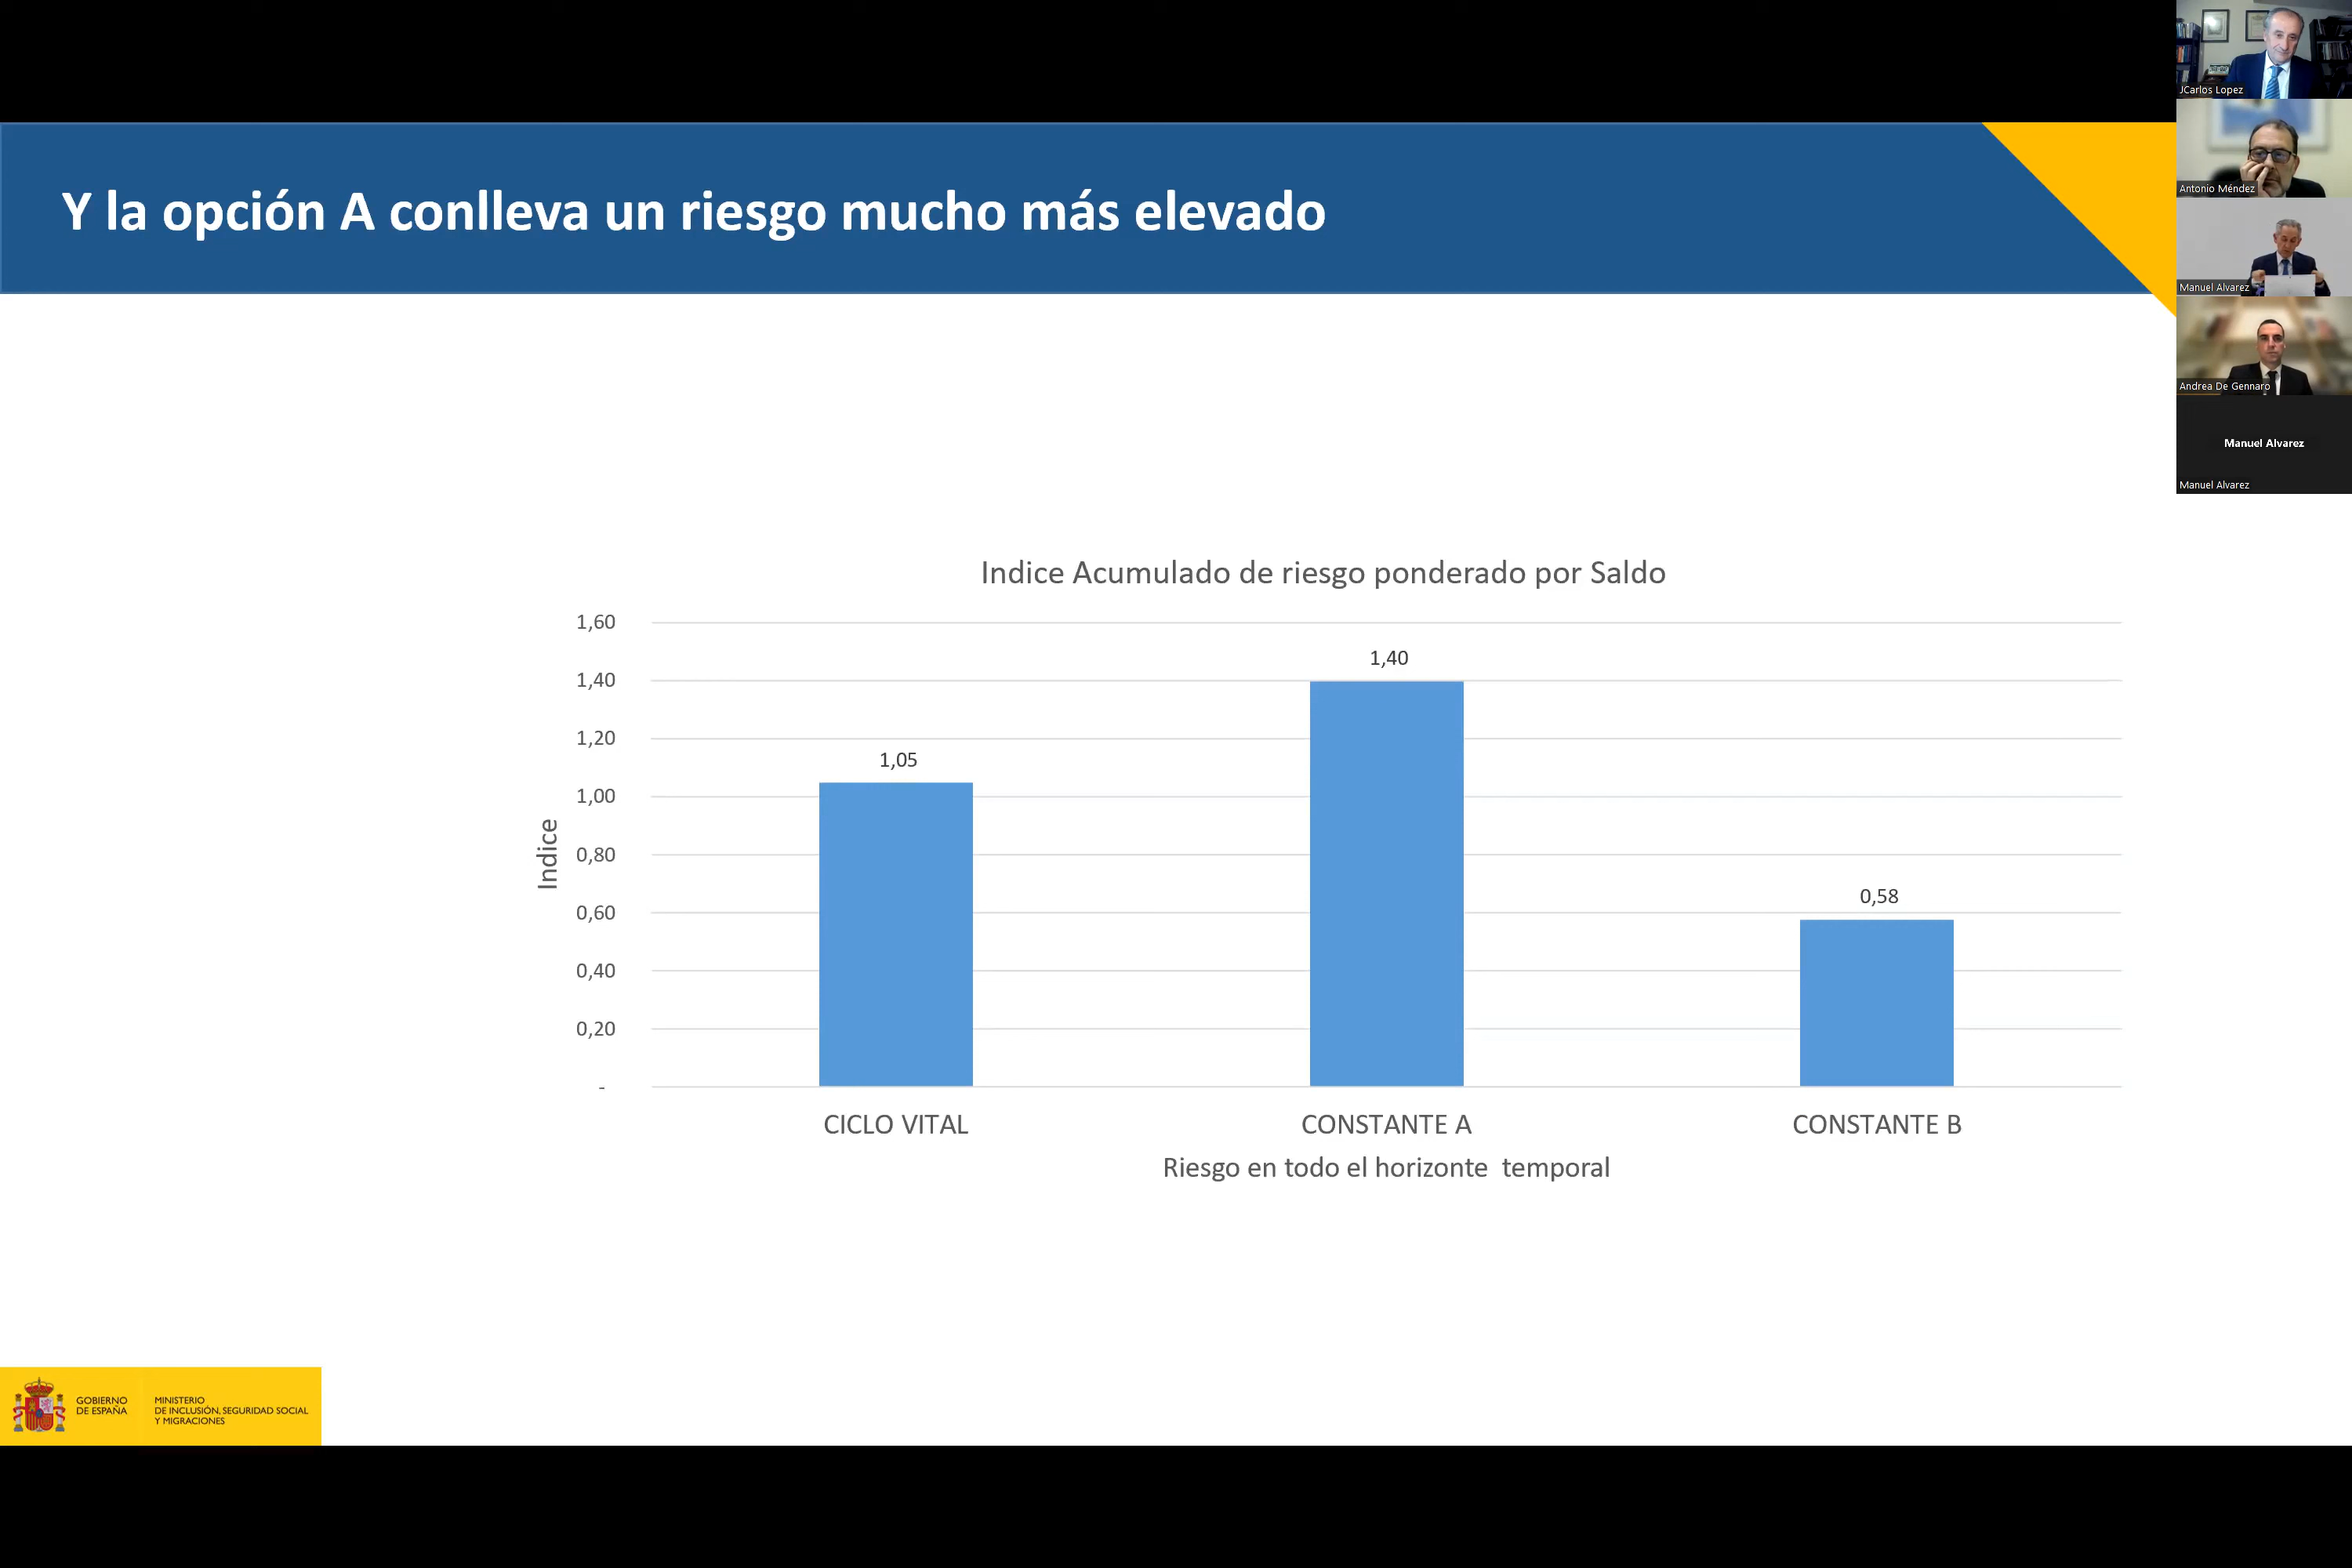 Y la opción A conlleva un riesgo mucho más elevado
JCarlos Lopez
Antonio Méndez
Manuel Alvarez
Andrea De Gennaro
Manuel Alvarez
Manuel Alvarez
Indice Acumulado de riesgo ponderado por Saldo
Indice
1,60
1,40
1,20
1,00
0,80
0,60
0,40
0,20
-
1,05
1,40
0,58
CICLO VITAL
CONSTANTE A
CONSTANTE B
Riesgo en todo el horizonte temporal
GOBIERNO
DE ESPAÑA
MINISTERIO
DE INCLUSIÓN, SEGURIDAD SOCIAL
Y MIGRACIONES